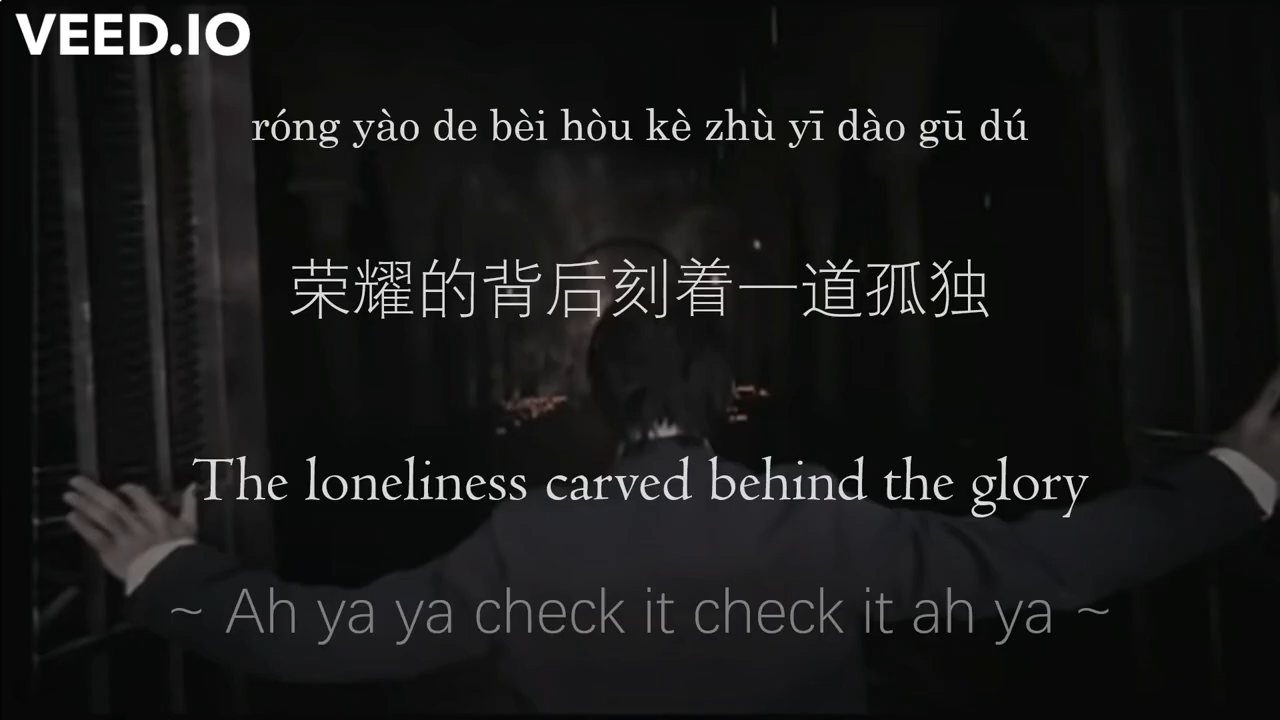 VEED.IO
róng yào de bèi hòu kè zhù yī dào gū dú
荣耀的背后刻着一道孤独
The loneliness carved behind the glory
~ Ah ya ya check it check it ah ya ~